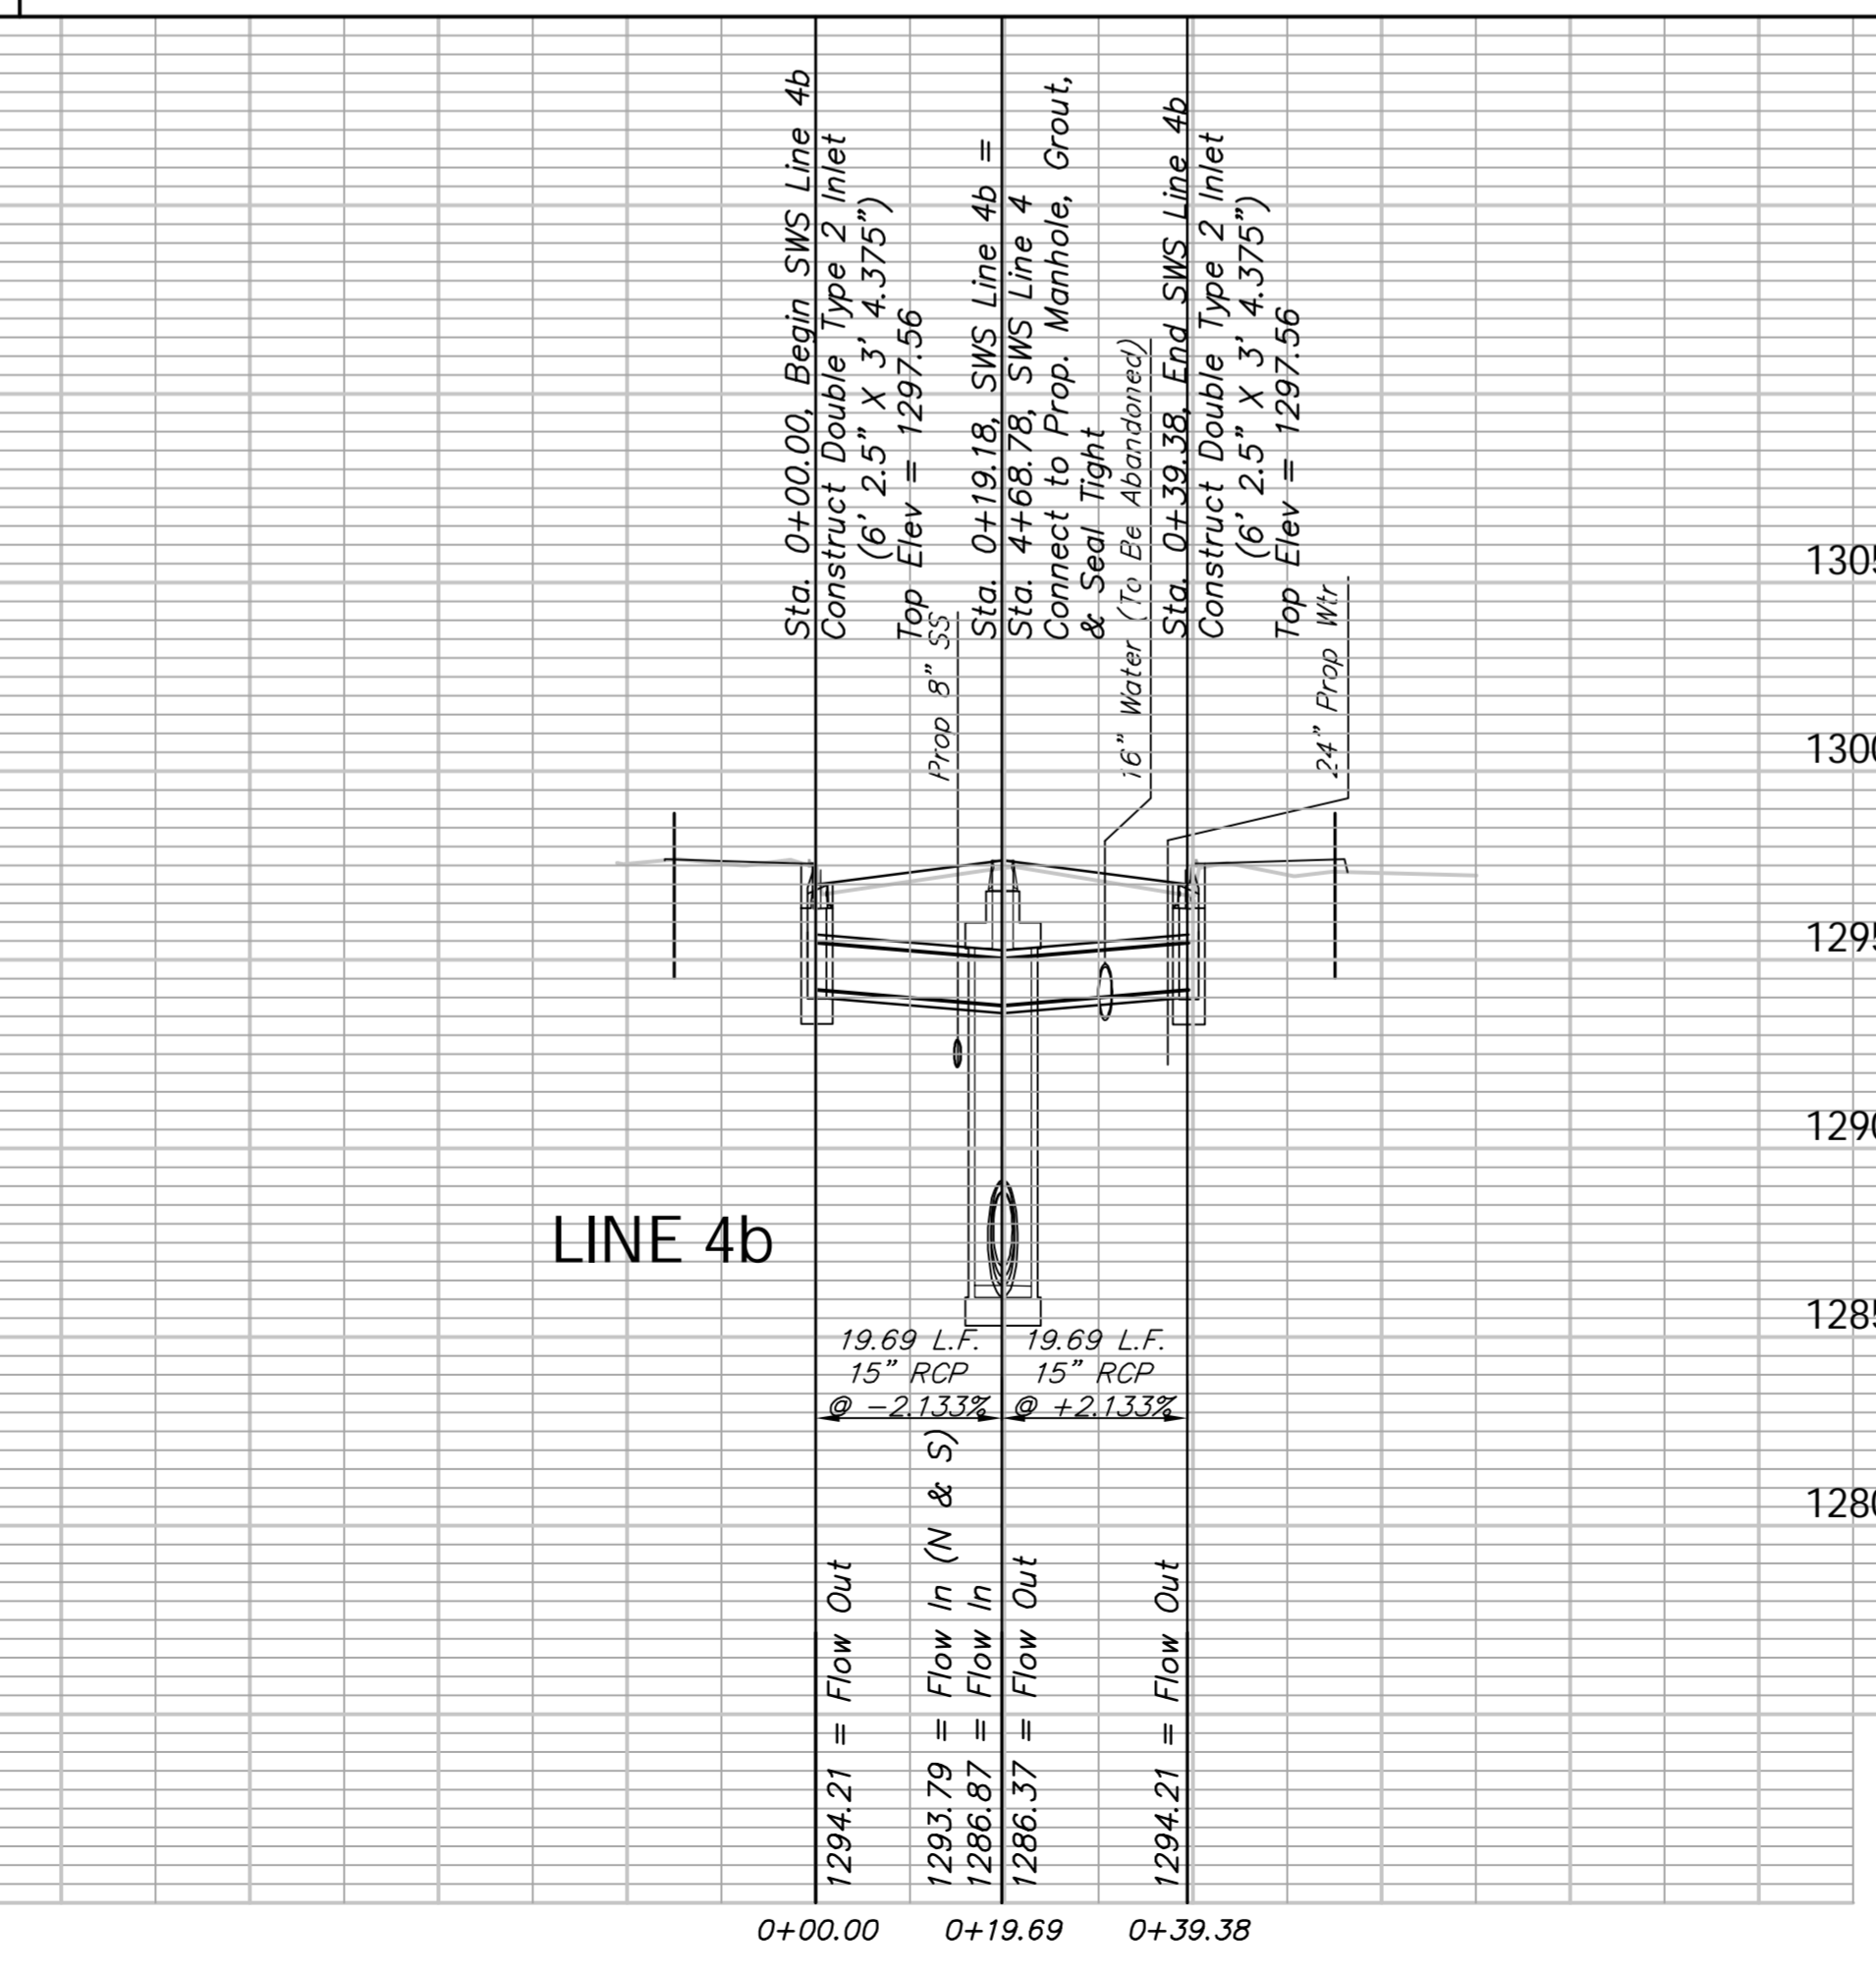 Sta. 0+00.00, Begin SWS Line 4b
Construct Double Type 2 Inlet
(6' 2.5" X 3' 4.375")
Top Elev = 1297.56
Prop 8" SS
Sta. 0+19.18, SWS Line 4b =
Sta. 4+68.78, SWS Line 4
Connect to Prop. Manhole, Grout,
& Seal Tight
16" Water (To Be Abandoned)
Sta. 0+39.38, End SWS Line 4b
Construct Double Type 2 Inlet
(6' 2.5" X 3' 4.375")
Top Elev = 1297.56
24" Prop Wtr
1305
1300
1295
1290
1285
1280
LINE 4b
19.69 L.F.
15" RCP
@ -2.133%
19.69 L.F.
15" RCP
@ +2.133%
1294.21 = Flow Out
1293.79 = Flow In (N & S)
1286.87 = Flow In
1286.37 = Flow Out
1294.21 = Flow Out
0+00.00
0+19.69
0+39.38